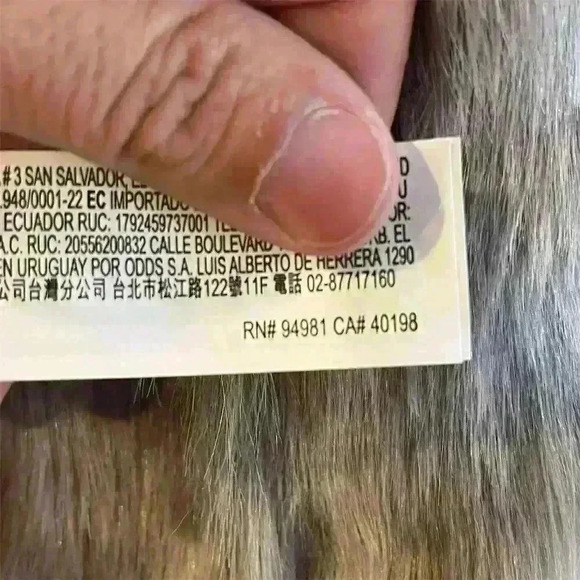 # 3 SAN SALVADOR,
.948/0001-22 EC IMPORTADO
ECUADOR RUC: 1792459737001
A.C. RUC: 20556200832 CALLE BOULEVARD EL
EN URUGUAY POR ODDS S.A. LUIS ALBERTO DE HERRERA 1290
公司台灣分公司 台北市松江路122號11F 電話 02-87717160
RN# 94981 CA# 40198